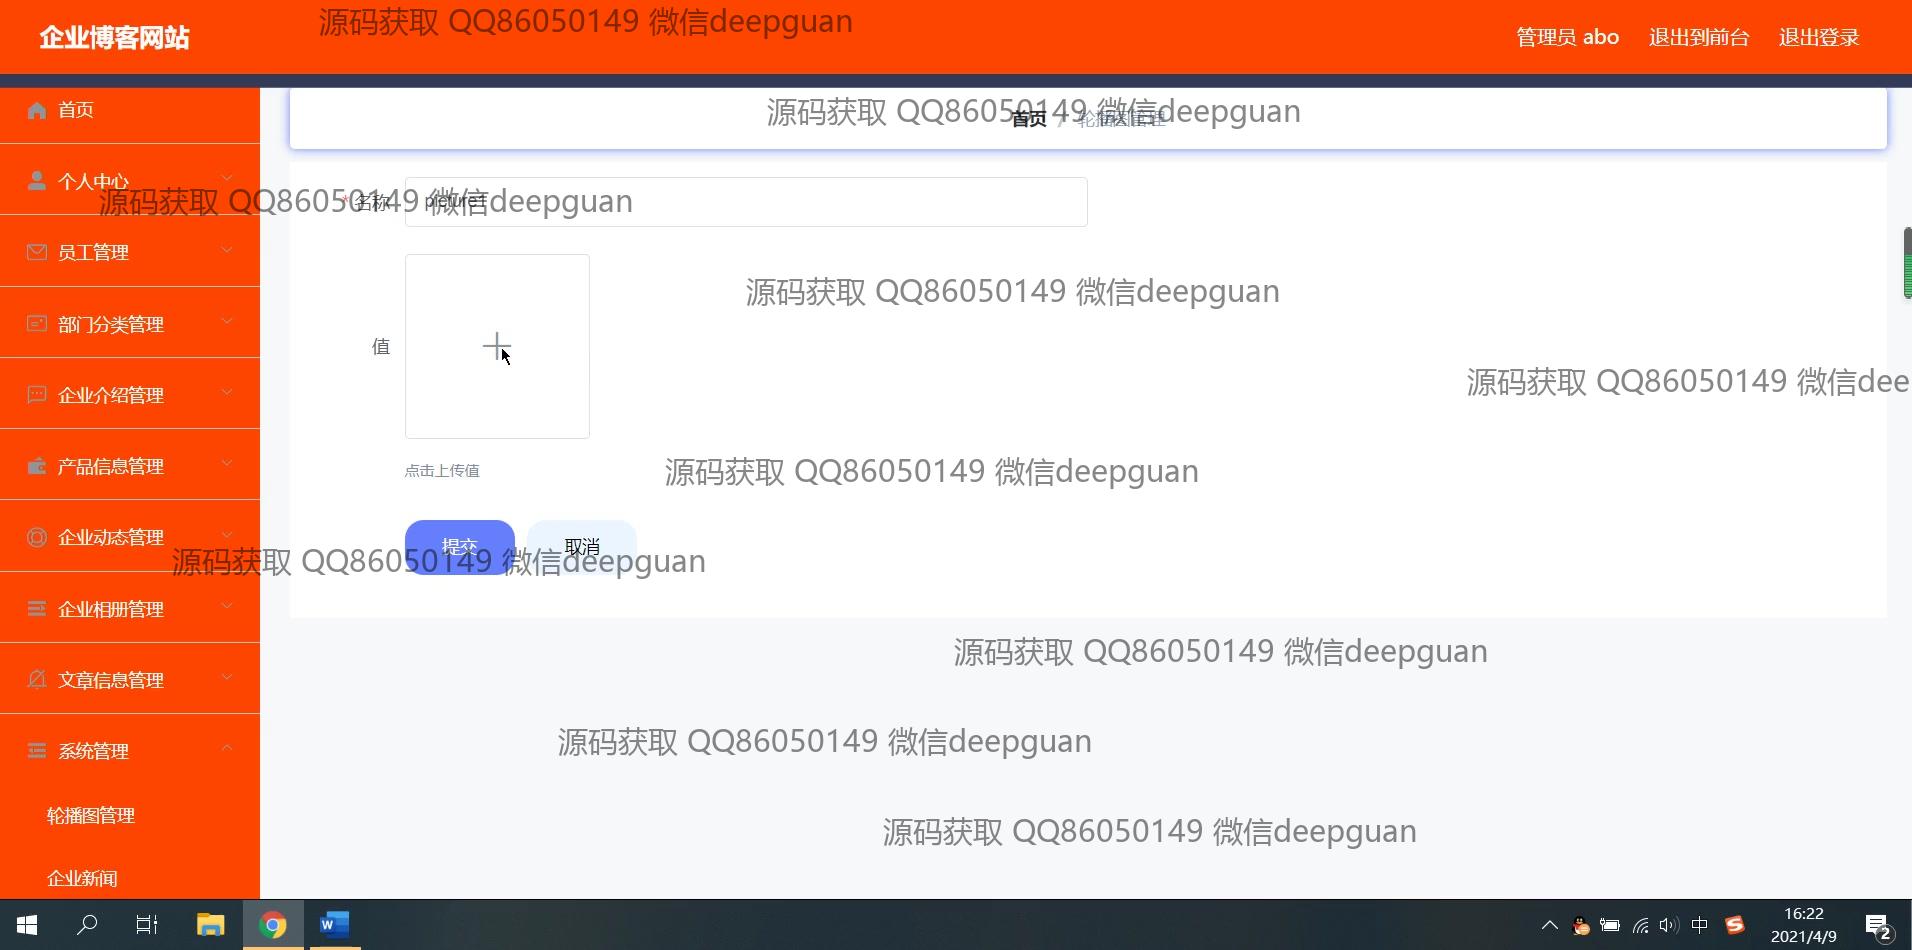 企业博客网站
源码获取 QQ86050149 微信deepguan
管理员 abo
退出到前台
退出登录
首页
源码获取 QQ86050149 微信deepguan
首页 / 轮播图管理
个人中心
源码获取 QQ86050149 微信deepguan
* 名称
picture1
员工管理
源码获取 QQ86050149 微信deepguan
部门分类管理
值
企业介绍管理
源码获取 QQ86050149 微信dee
产品信息管理
点击上传值
源码获取 QQ86050149 微信deepguan
企业动态管理
提交
取消
源码获取 QQ86050149 微信deepguan
企业相册管理
源码获取 QQ86050149 微信deepguan
文章信息管理
系统管理
源码获取 QQ86050149 微信deepguan
轮播图管理
源码获取 QQ86050149 微信deepguan
企业新闻
W
中
S
16:22
2021/4/9
2